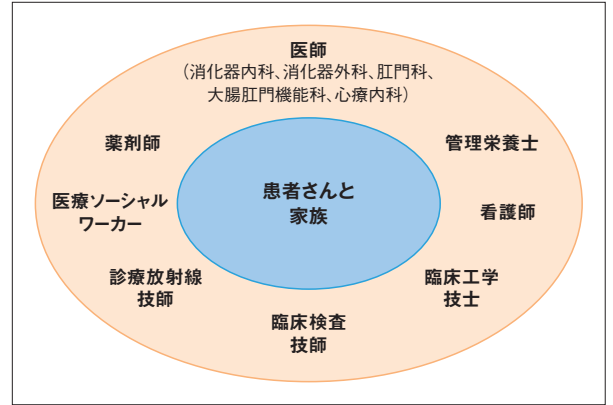 医師
（消化器内科、消化器外科、肛門科、
大腸肛門機能科、心療内科）
薬剤師
管理栄養士
医療ソーシャル
ワーカー
患者さんと
家族
看護師
診療放射線
技師
臨床工学
技士
臨床検査
技師